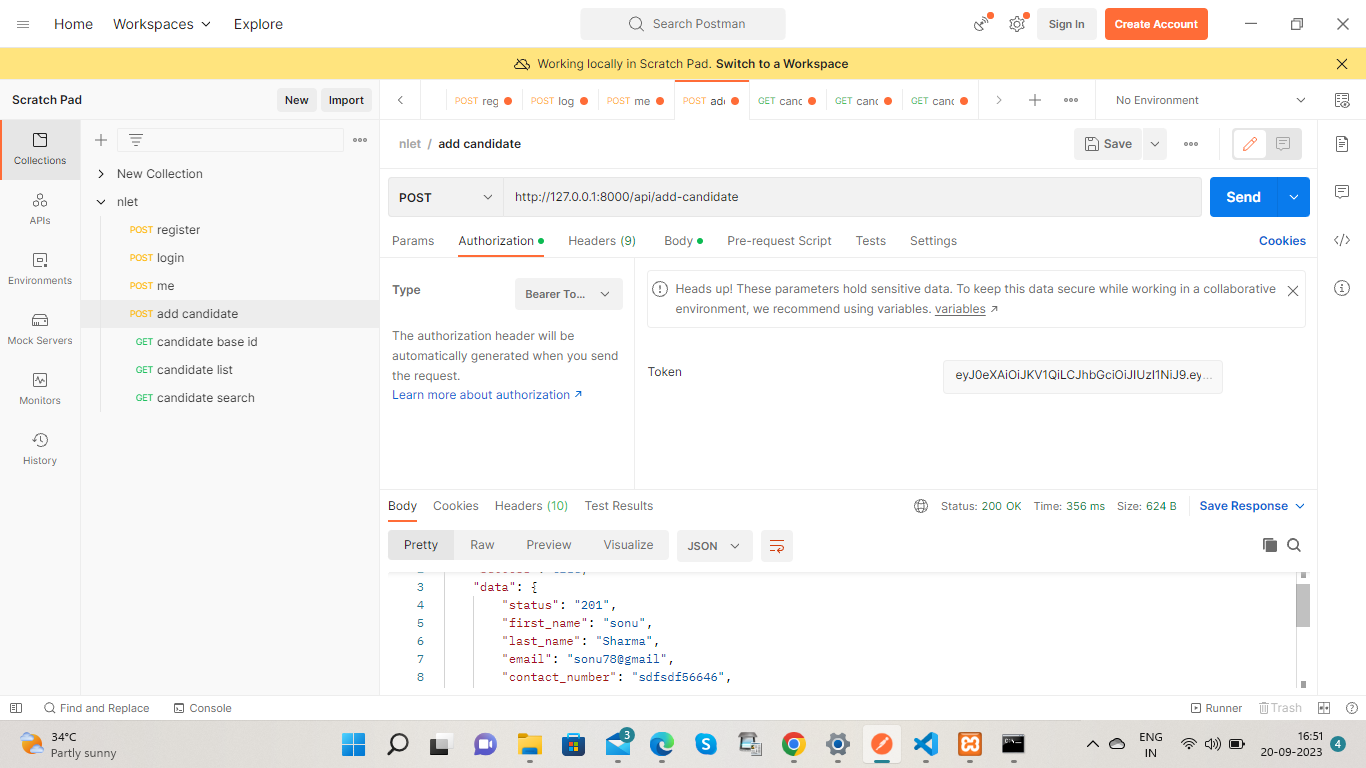 Home Workspaces Explore Search Postman Sign In Create Account
Working locally in Scratch Pad. Switch to a Workspace
Scratch Pad New Import
POST reg POST log POST me POST add GET canc GET canc GET canc No Environment
Collections
APIs
Environments
Mock Servers
Monitors
History
New Collection
nlet
POST register
POST login
POST me
POST add candidate
GET candidate base id
GET candidate list
GET candidate search
nlet / add candidate Save
POST http://127.0.0.1:8000/api/add-candidate Send
Params Authorization Headers (9) Body Pre-request Script Tests Settings Cookies
Type Bearer To...
The authorization header will be
automatically generated when you send
the request.
Learn more about authorization ↗
Heads up! These parameters hold sensitive data. To keep this data secure while working in a collaborative
environment, we recommend using variables. variables ↗
Token eyJ0eXAiOiJKV1QiLCJhbGciOiJIUzI1NiJ9.ey...
Body Cookies Headers (10) Test Results Status: 200 OK Time: 356 ms Size: 624 B Save Response
Pretty Raw Preview Visualize JSON
3 "data": {
4 "status": "201",
5 "first_name": "sonu",
6 "last_name": "Sharma",
7 "email": "sonu78@gmail",
8 "contact_number": "sdfsdf56646",
Find and Replace Console Runner Trash
34°C
Partly sunny
3
ENG
IN
16:51
20-09-2023
4